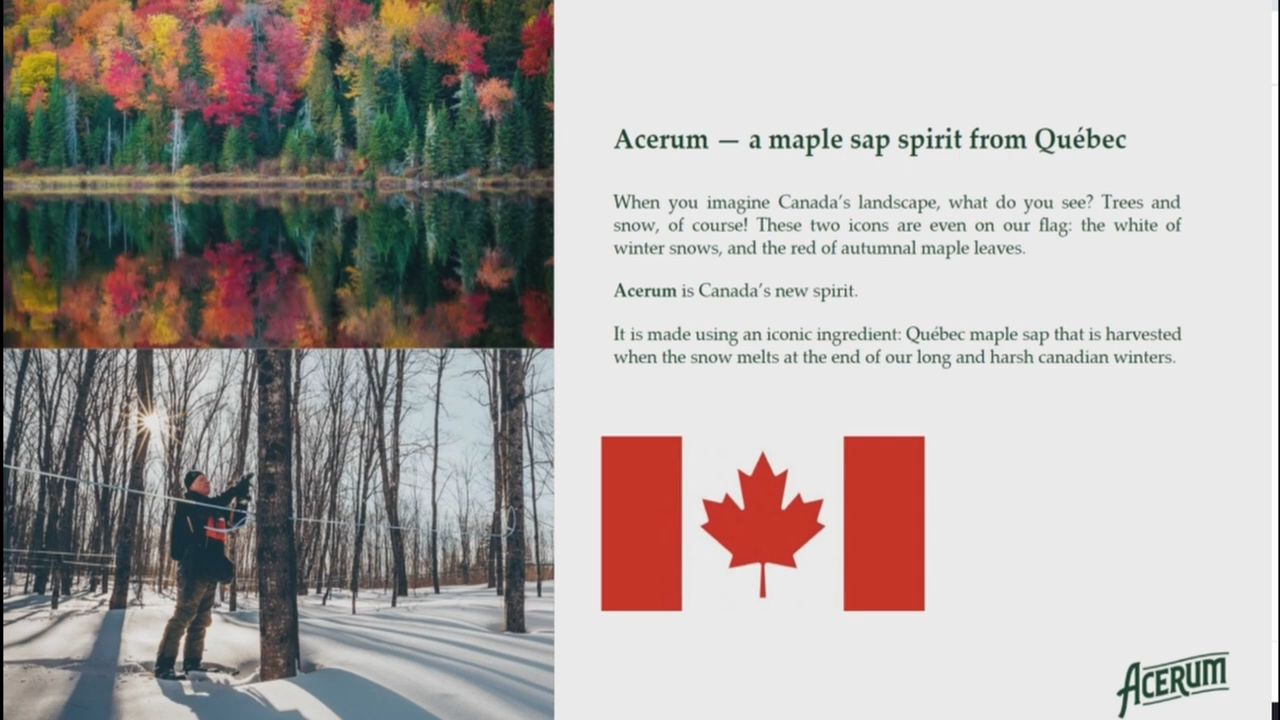 Acerum — a maple sap spirit from Québec
When you imagine Canada's landscape, what do you see? Trees and
snow, of course! These two icons are even on our flag: the white of
winter snows, and the red of autumnal maple leaves.
Acerum is Canada's new spirit.
It is made using an iconic ingredient: Québec maple sap that is harvested
when the snow melts at the end of our long and harsh canadian winters.
ACERUM